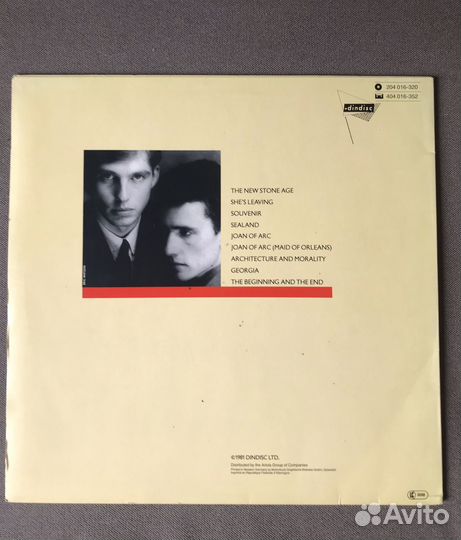 204 016-320
404 016-352
dindisc
THE NEW STONE AGE
SHE'S LEAVING
SOUVENIR
SEALAND
JOAN OF ARC
JOAN OF ARC (MAID OF ORLEANS)
ARCHITECTURE AND MORALITY
GEORGIA
THE BEGINNING AND THE END
©1981 DINDISC LTD.
Distributed by the Ariola Group of Companies
Avito